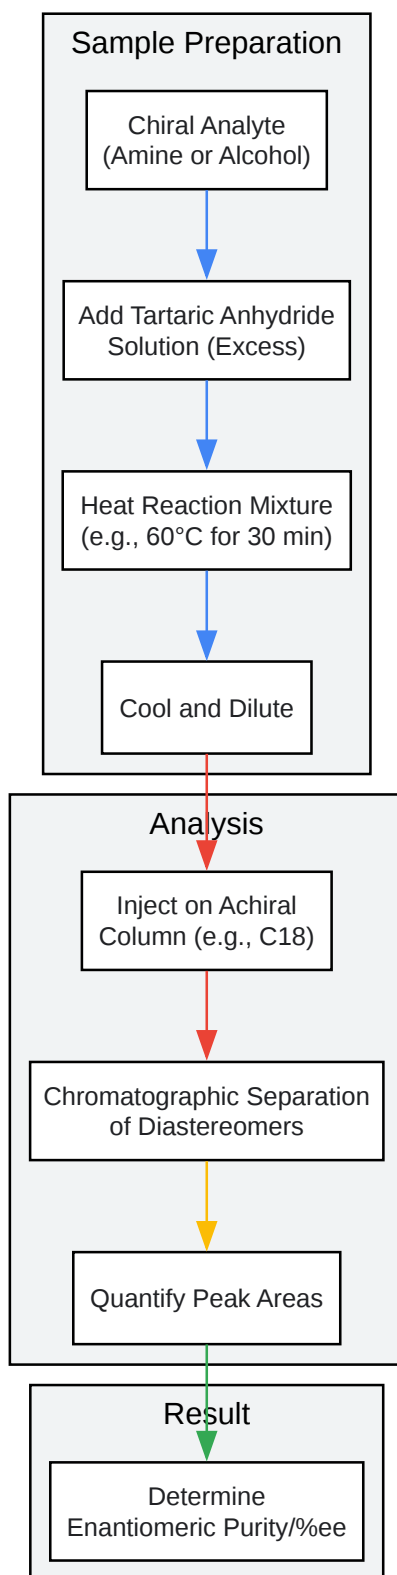 Sample Preparation
Chiral Analyte
(Amine or Alcohol)
Add Tartaric Anhydride
Solution (Excess)
Heat Reaction Mixture
(e.g., 60°C for 30 min)
Cool and Dilute
Analysis
Inject on Achiral
Column (e.g., C18)
Chromatographic Separation
of Diastereomers
Quantify Peak Areas
Result
Determine
Enantiomeric Purity/%ee